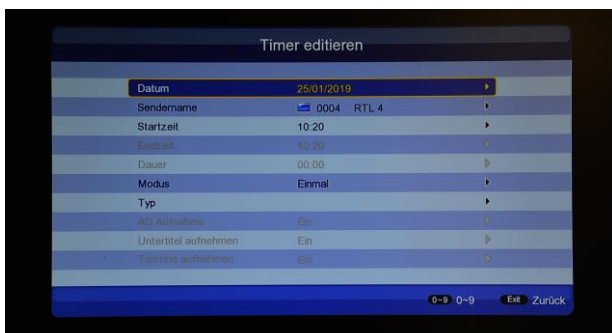 Timer editieren
Datum 25/01/2019
Sendername 0004 RTL 4
Startzeit 10:20
Endzeit 10:20
Dauer 00:00
Modus Einmal
Typ
AD Aufnahme Ein
Untertitel aufnehmen Ein
Teletext aufnehmen Ein
0~9 0~9 Exit Zurück